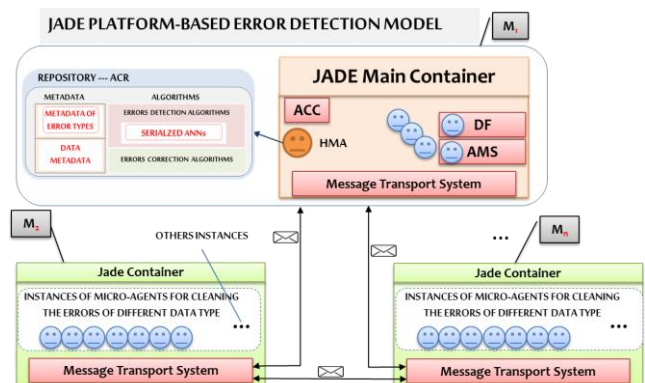 JADE PLATFORM-BASED ERROR DETECTION MODEL
M₁
REPOSITORY --- ACR
METADATA
ALGORITHMS
METADATA OF
ERROR TYPES
ERRORS DETECTION ALGORITHMS
SERIALZED ANNs
DATA
METADATA
ERRORS CORRECTION ALGORITHMS
JADE Main Container
ACC
HMA
DF
AMS
Message Transport System
M₂
OTHERS INSTANCES
...
Mₙ
Jade Container
INSTANCES OF MICRO-AGENTS FOR CLEANING
THE ERRORS OF DIFFERENT DATA TYPE
...
Message Transport System
Jade Container
INSTANCES OF MICRO-AGENTS FOR CLEANING
THE ERRORS OF DIFFERENT DATA TYPE
...
Message Transport System